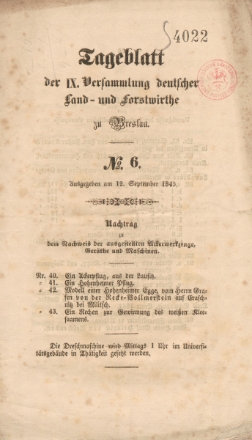 4022
Tageblatt
der IX. Versammlung deutscher
Land- und Forstwirthe
zu Breslau.
№ 6.
Ausgegeben am 12. September 1845.
Nachtrag
zu
dem Nachweis der ausgestellten Ackerwerkzeuge,
Geräthe und Maschinen.
Nr. 40. Ein Ackerpflug, aus der Lausitz.
» 41. Ein Hohenheimer Pflug.
» 42. Modell einer Hohenheimer Egge, vom Herrn Gra-
fen von der Recke-Vollmerstein auf Craschnitz
bei Militsch.
» 43. Ein Rechen zur Gewinnung des weißen Klee-
saamens.
Die Dreschmaschine wird Mittags 1 Uhr im Universi-
tätsgebäude in Thätigkeit gesetzt werden.